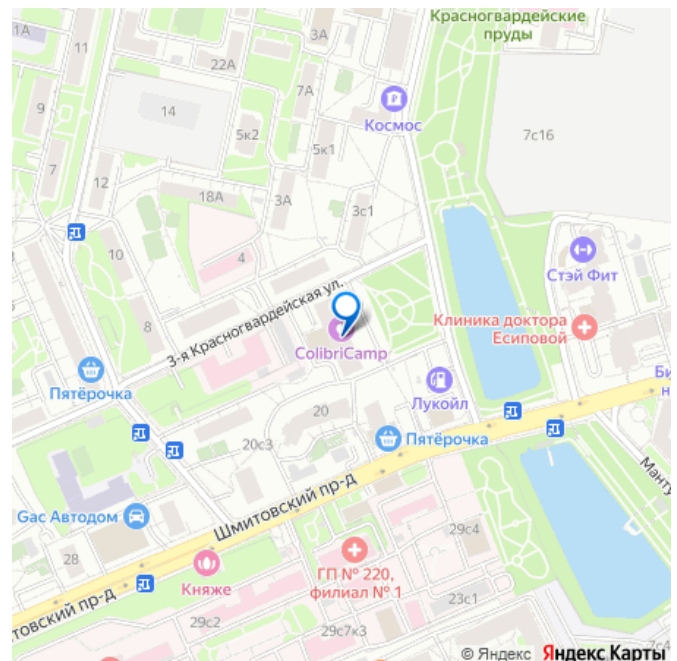 Красногвардейские
пруды
1А
11
3А
22А
7А
14
9
5к2
Космос
7с16
5к1
7
12
18А
3А
3с1
10
4
Стэй Фит
3-я Красногвардейская ул.
8
Клиника доктора
Есиповой
ColibriCamp
Пятёрочка
Лукойл
20
Пятёрочка
20с3
Шмитовский пр-д
Gac Автодом
29с4
28
Княже
ГП № 220,
филиал № 1
23с1
29с2
29с7к3
© Яндекс Яндекс Карты